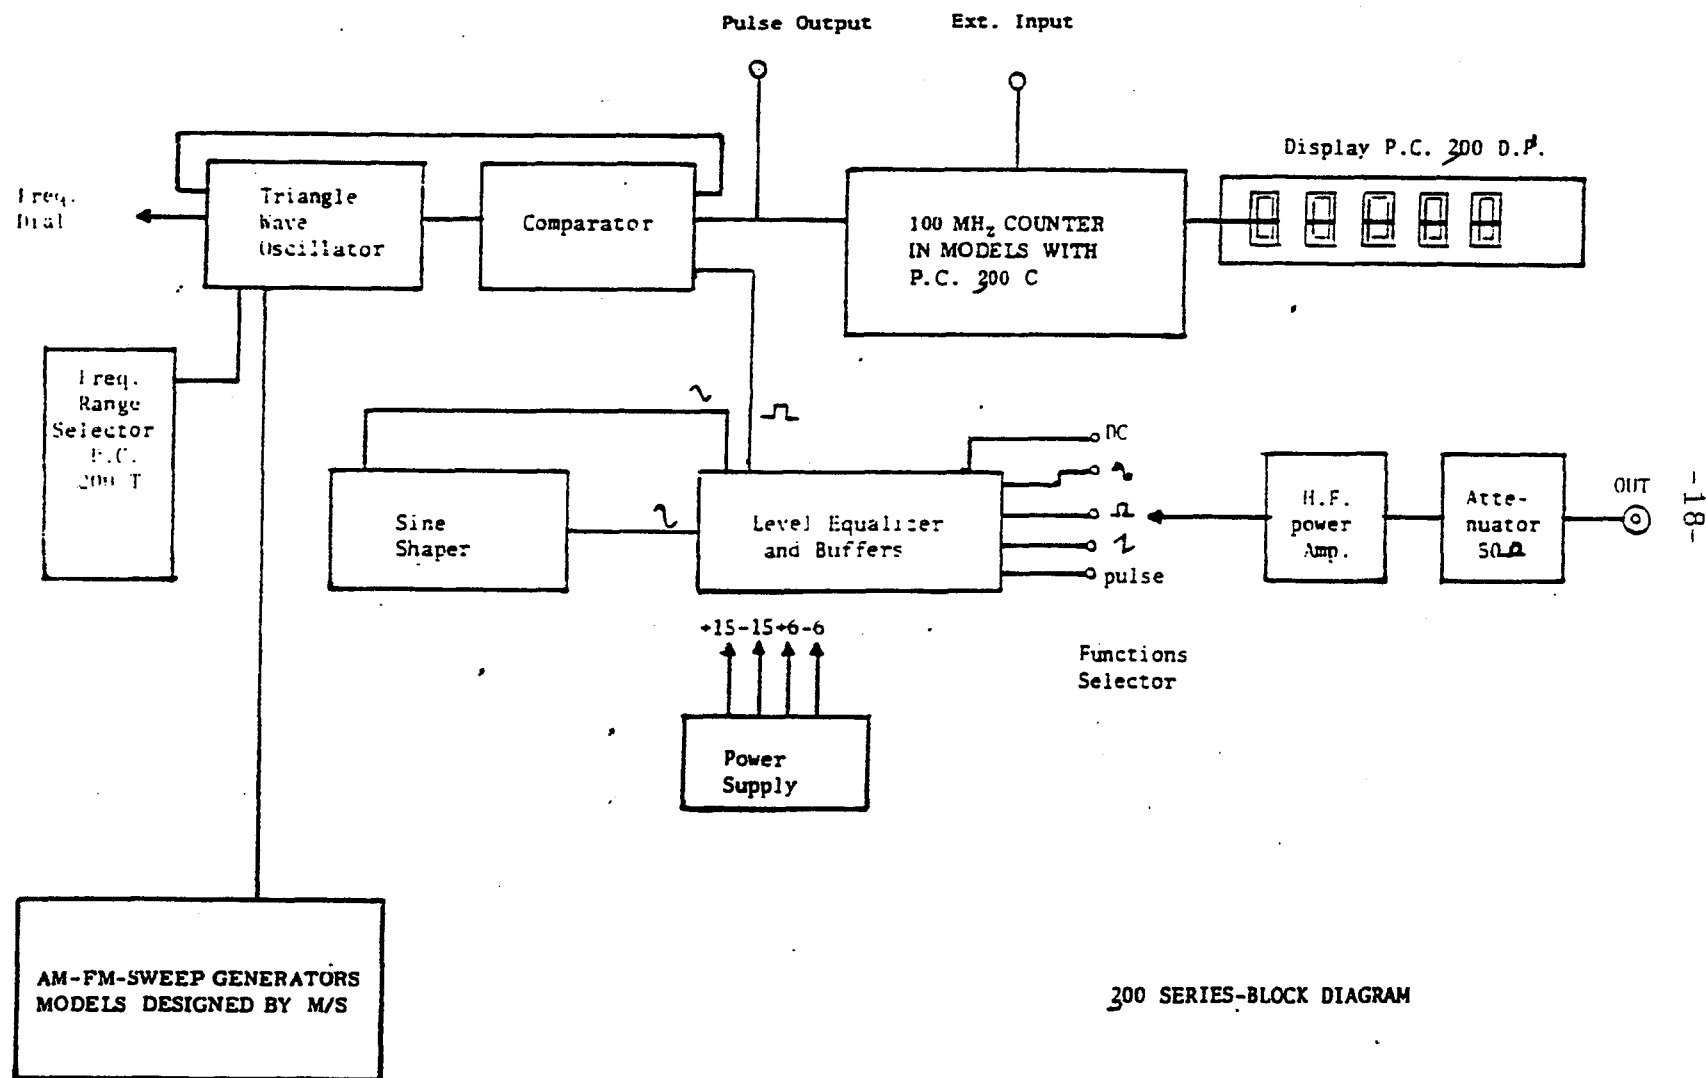 Pulse Output
Ext. Input
Display P.C. 200 D.P.
Freq.
Dial
Triangle
Wave
Oscillator
Comparator
100 MHz COUNTER
IN MODELS WITH
P.C. 200 C
Freq.
Range
Selector
P.C.
200 T
Sine
Shaper
Level Equalizer
and Buffers
DC
pulse
H.F.
power
Amp.
Atte-
nuator
50Ω
OUT
-18-
+15-15+6-6
Functions
Selector
Power
Supply
AM-FM-SWEEP GENERATORS
MODELS DESIGNED BY M/S
200 SERIES-BLOCK DIAGRAM